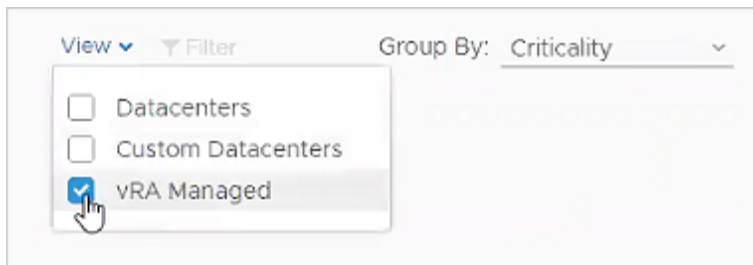 View Filter Group By: Criticality
Datacenters
Custom Datacenters
vRA Managed